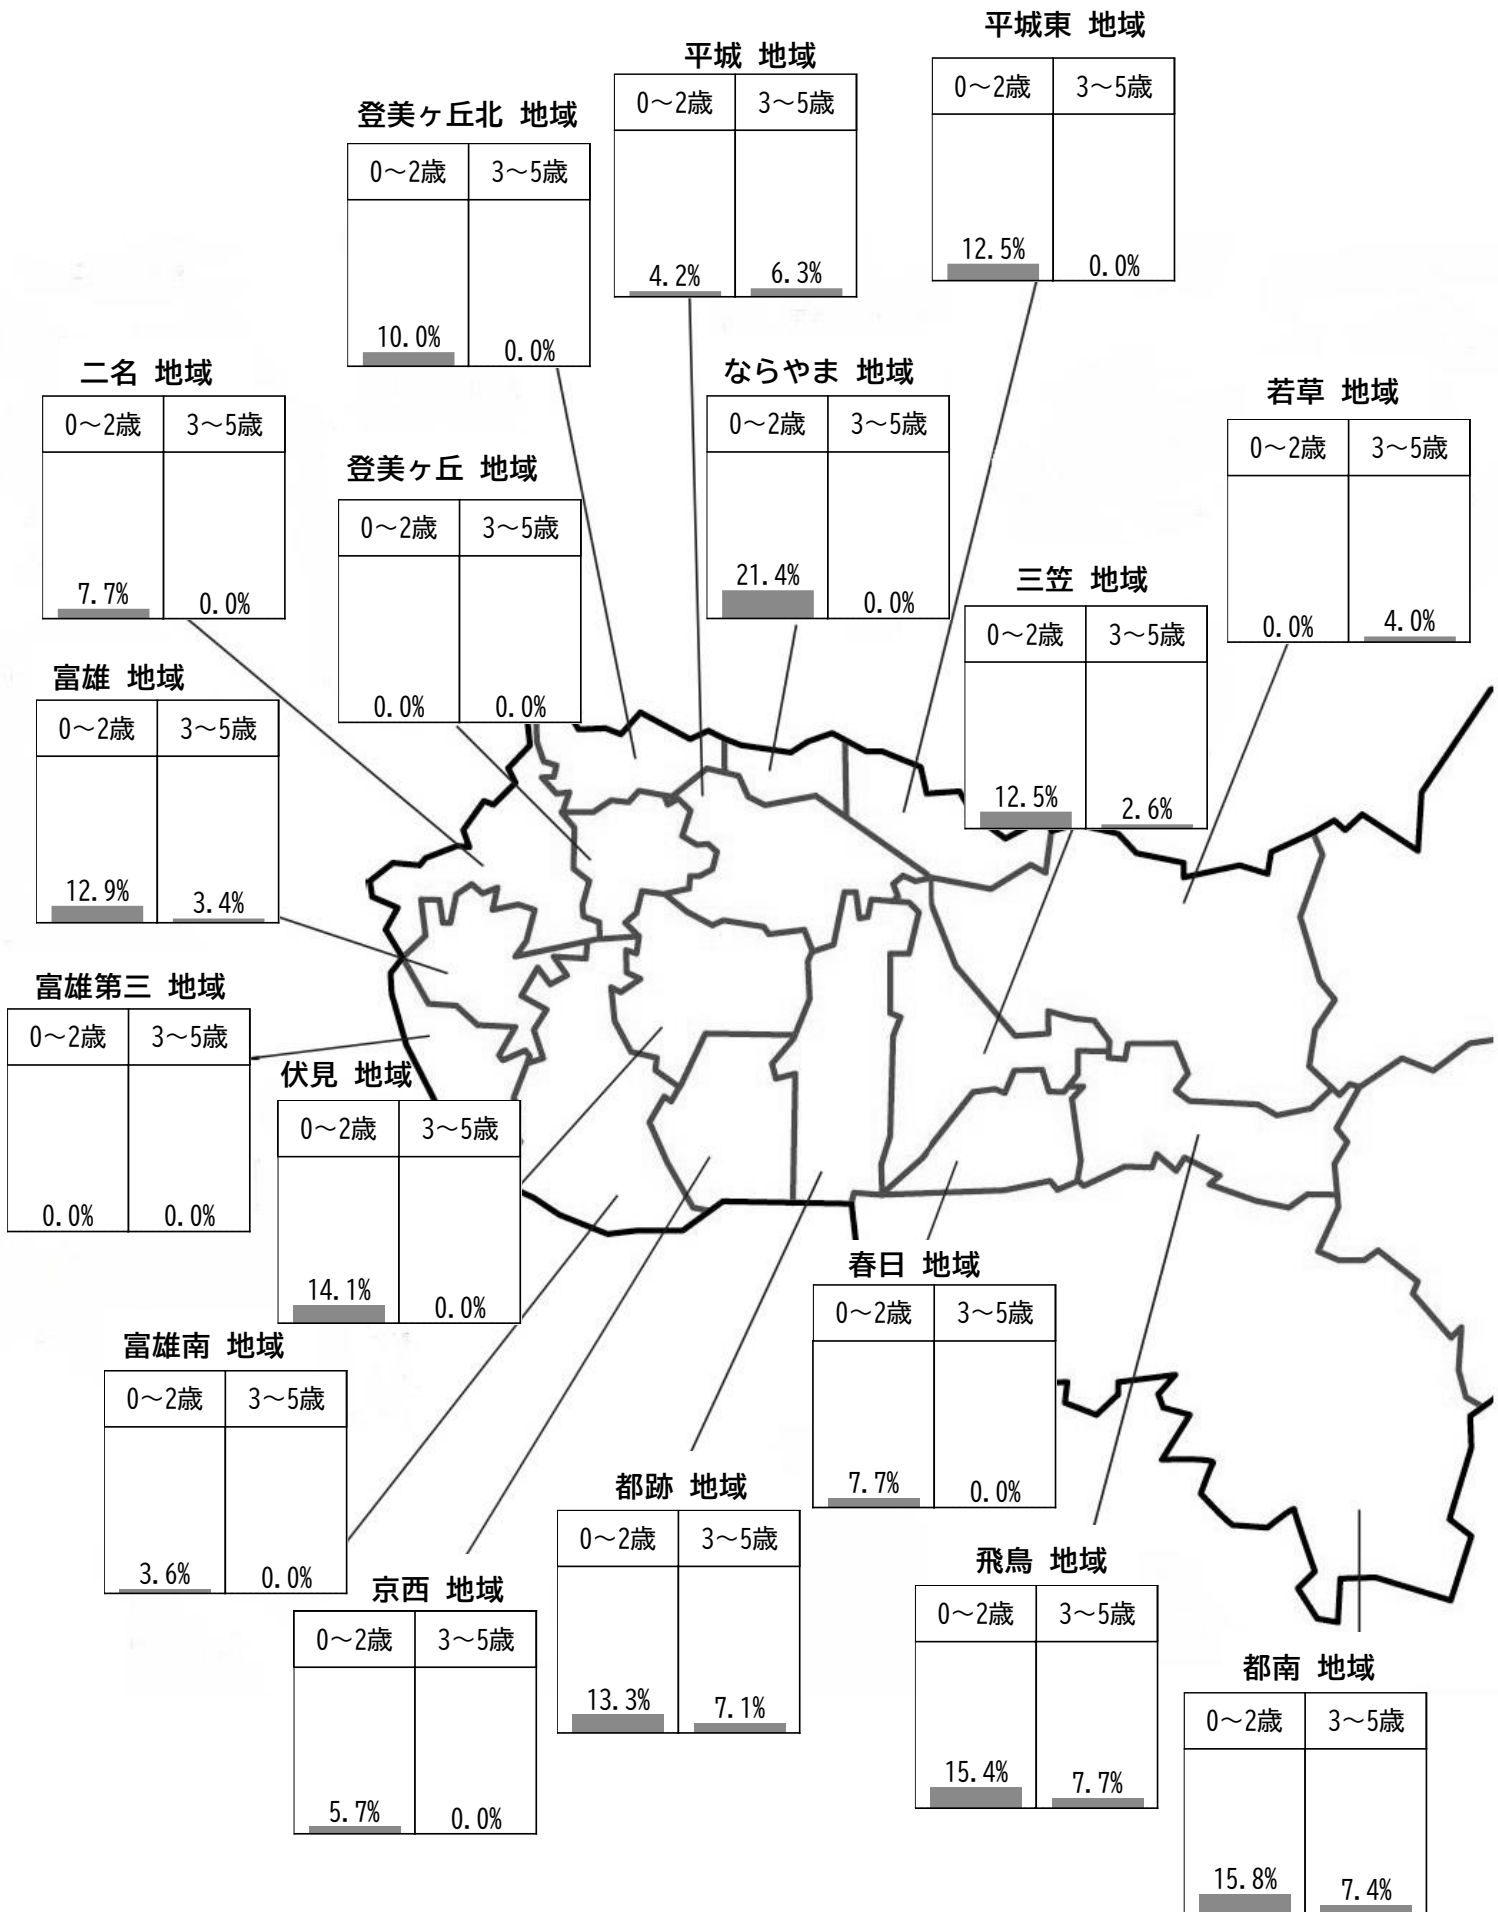 平城東 地域
0～2歳 3～5歳
12.5% 0.0%
平城 地域
0～2歳 3～5歳
4.2% 6.3%
登美ヶ丘北 地域
0～2歳 3～5歳
10.0% 0.0%
二名 地域
0～2歳 3～5歳
7.7% 0.0%
ならやま 地域
0～2歳 3～5歳
21.4% 0.0%
若草 地域
0～2歳 3～5歳
0.0% 4.0%
登美ヶ丘 地域
0～2歳 3～5歳
0.0% 0.0%
三笠 地域
0～2歳 3～5歳
12.5% 2.6%
富雄 地域
0～2歳 3～5歳
12.9% 3.4%
富雄第三 地域
0～2歳 3～5歳
0.0% 0.0%
伏見 地域
0～2歳 3～5歳
14.1% 0.0%
春日 地域
0～2歳 3～5歳
7.7% 0.0%
富雄南 地域
0～2歳 3～5歳
3.6% 0.0%
都跡 地域
0～2歳 3～5歳
13.3% 7.1%
飛鳥 地域
0～2歳 3～5歳
15.4% 7.7%
京西 地域
0～2歳 3～5歳
5.7% 0.0%
都南 地域
0～2歳 3～5歳
15.8% 7.4%